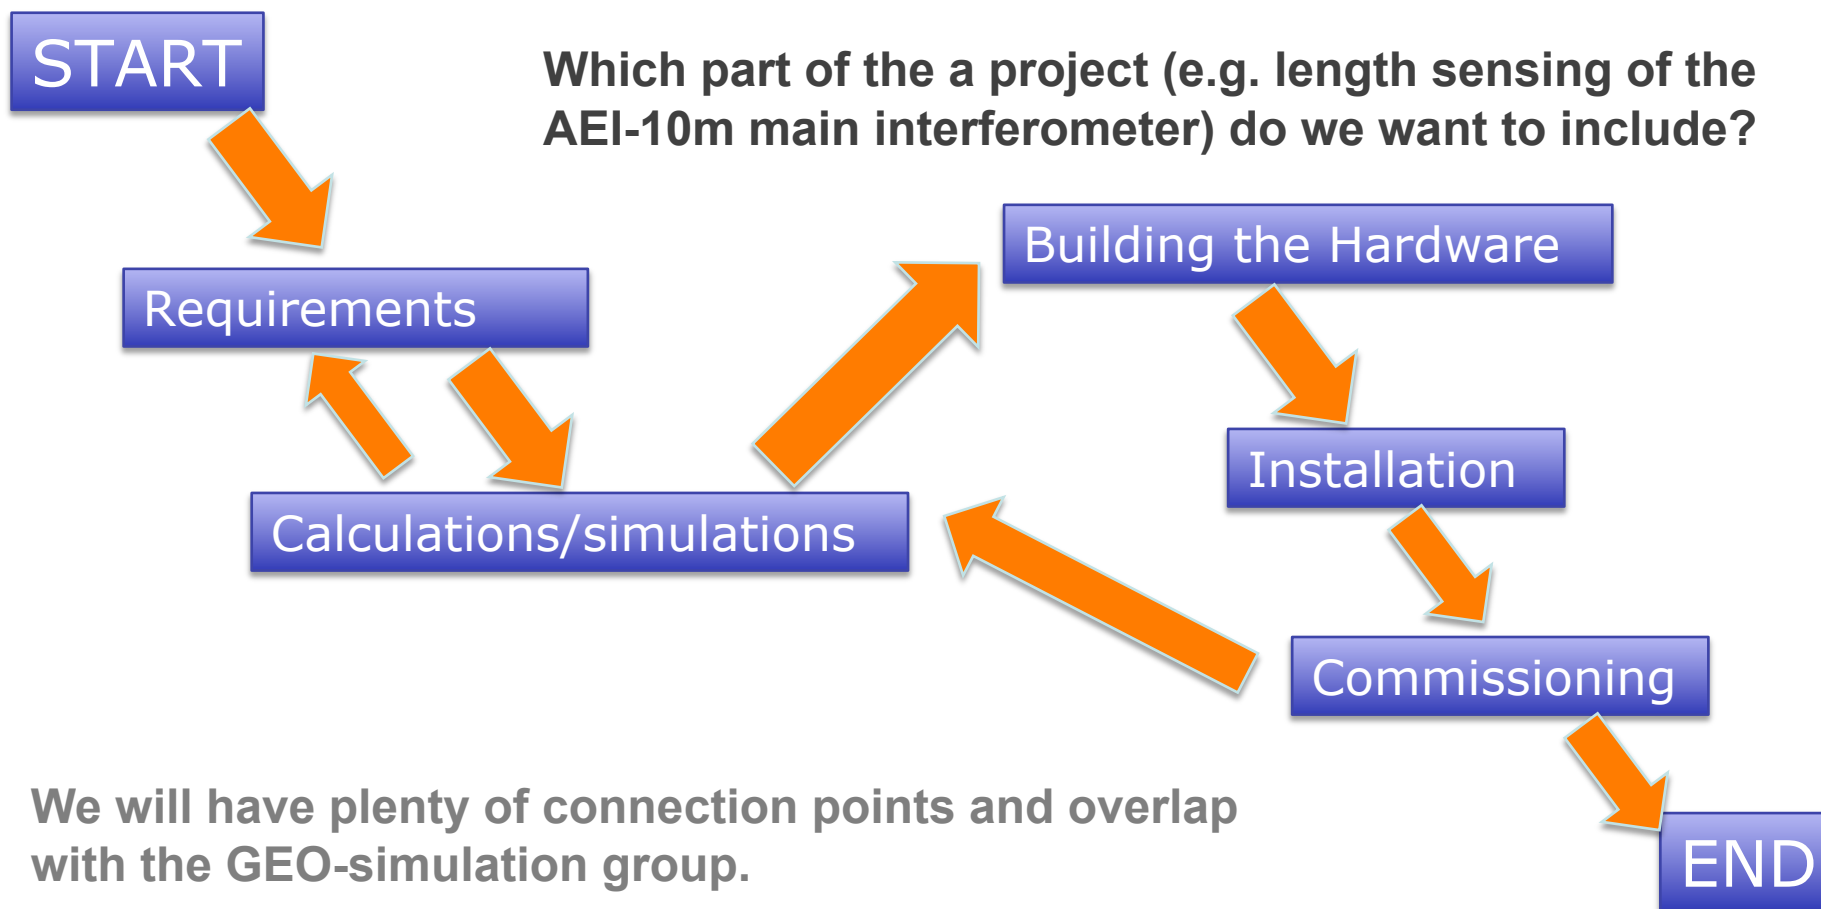 START
Which part of the a project (e.g. length sensing of the
AEI-10m main interferometer) do we want to include?
Building the Hardware
Requirements
Installation
Calculations/simulations
Commissioning
We will have plenty of connection points and overlap
with the GEO-simulation group.
END